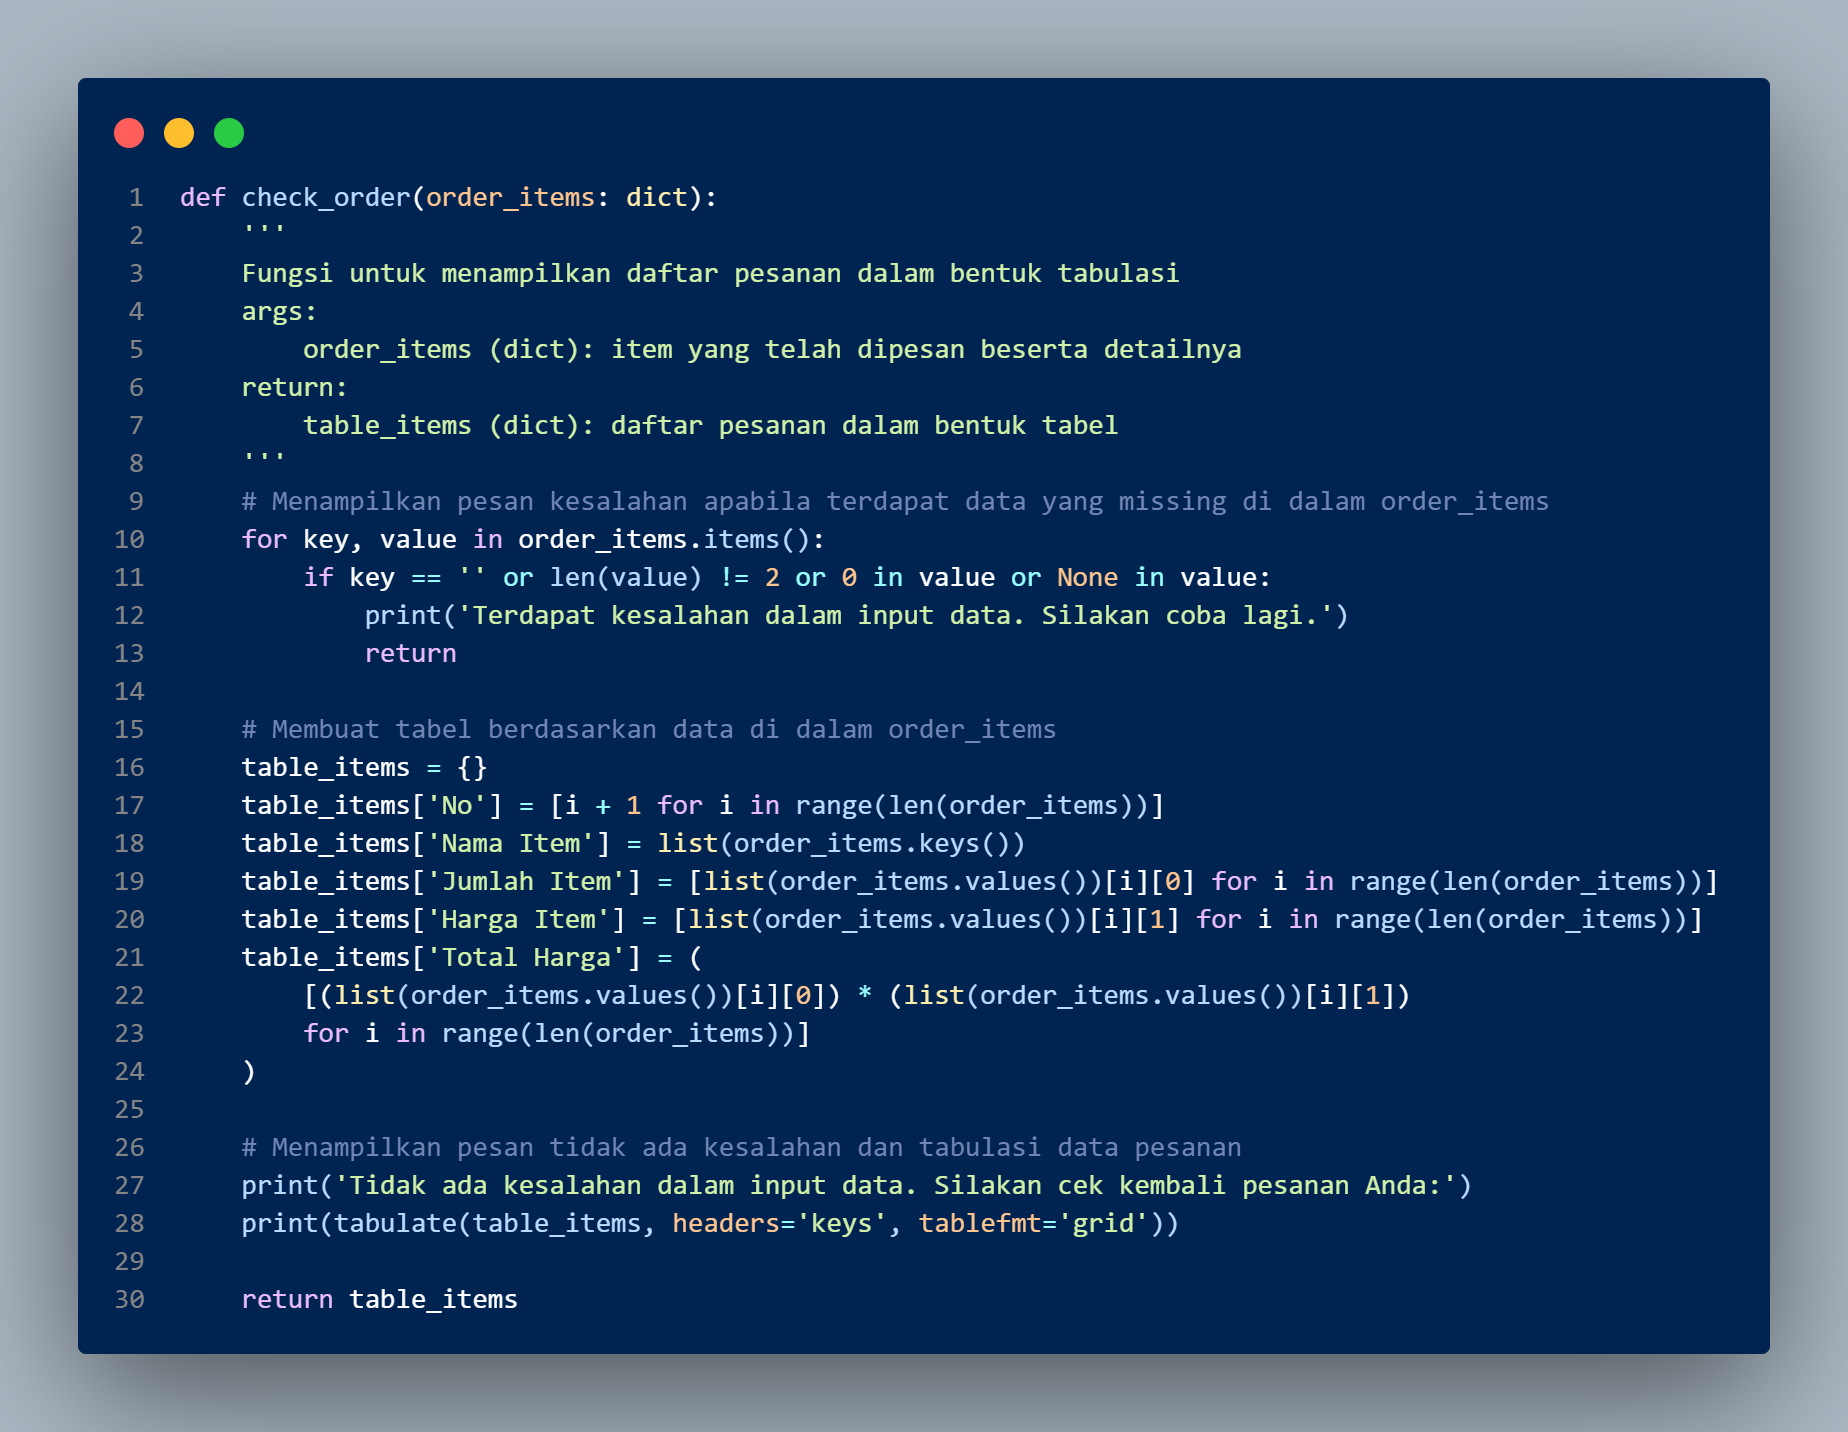 1 def check_order(order_items: dict):
2     '''
3     Fungsi untuk menampilkan daftar pesanan dalam bentuk tabulasi
4     args:
5         order_items (dict): item yang telah dipesan beserta detailnya
6     return:
7         table_items (dict): daftar pesanan dalam bentuk tabel
8     '''
9     # Menampilkan pesan kesalahan apabila terdapat data yang missing di dalam order_items
10     for key, value in order_items.items():
11         if key == '' or len(value) != 2 or 0 in value or None in value:
12             print('Terdapat kesalahan dalam input data. Silakan coba lagi.')
13             return
14
15     # Membuat tabel berdasarkan data di dalam order_items
16     table_items = {}
17     table_items['No'] = [i + 1 for i in range(len(order_items))]
18     table_items['Nama Item'] = list(order_items.keys())
19     table_items['Jumlah Item'] = [list(order_items.values())[i][0] for i in range(len(order_items))]
20     table_items['Harga Item'] = [list(order_items.values())[i][1] for i in range(len(order_items))]
21     table_items['Total Harga'] = (
22         [(list(order_items.values())[i][0]) * (list(order_items.values())[i][1])
23         for i in range(len(order_items))]
24     )
25
26     # Menampilkan pesan tidak ada kesalahan dan tabulasi data pesanan
27     print('Tidak ada kesalahan dalam input data. Silakan cek kembali pesanan Anda:')
28     print(tabulate(table_items, headers='keys', tablefmt='grid'))
29
30     return table_items